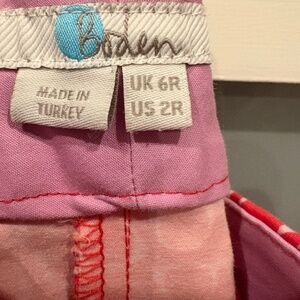 Boden
MADE IN
TURKEY
UK 6R
US 2R